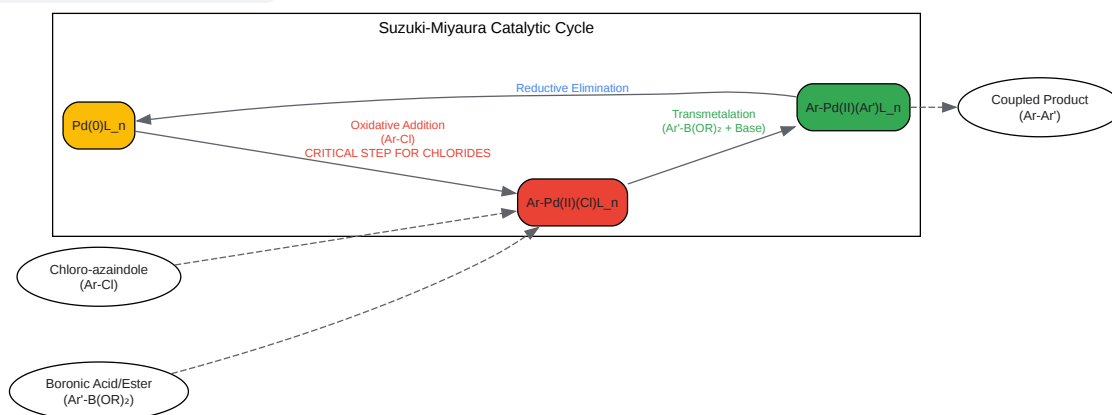 Suzuki-Miyaura Catalytic Cycle
Reductive Elimination
Pd(0)L_n
Oxidative Addition
(Ar-Cl)
CRITICAL STEP FOR CHLORIDES
Transmetalation
(Ar'-B(OR)₂ + Base)
Ar-Pd(II)(Ar')L_n
Coupled Product
(Ar-Ar')
Ar-Pd(II)(Cl)L_n
Chloro-azaindole
(Ar-Cl)
Boronic Acid/Ester
(Ar'-B(OR)₂)